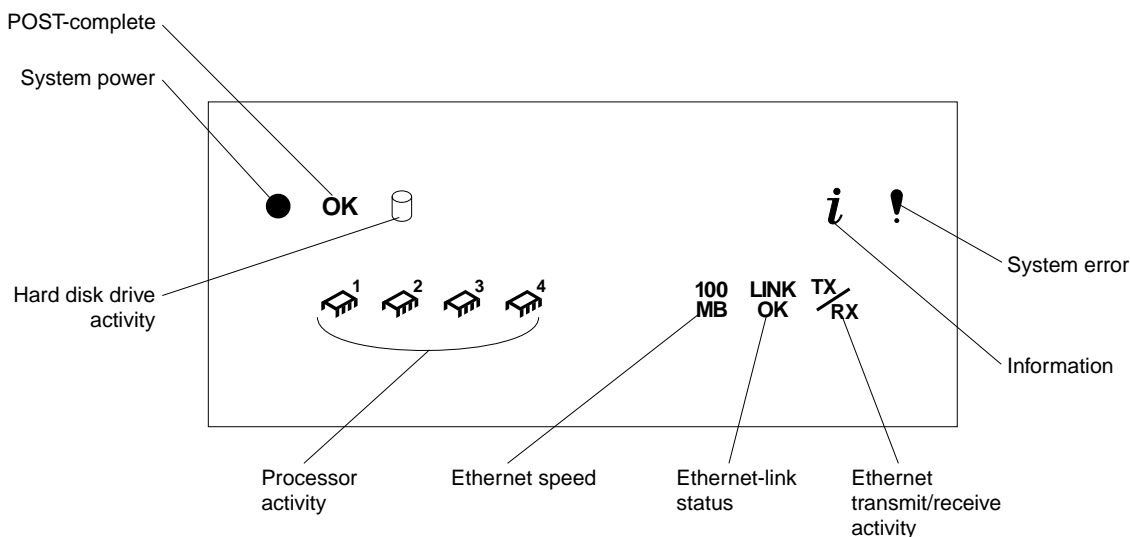 POST-complete
System power
OK
i
!
System error
Hard disk drive
activity
1
2
3
4
100
MB
LINK
OK
TX
RX
Information
Processor
activity
Ethernet speed
Ethernet-link
status
Ethernet
transmit/receive
activity